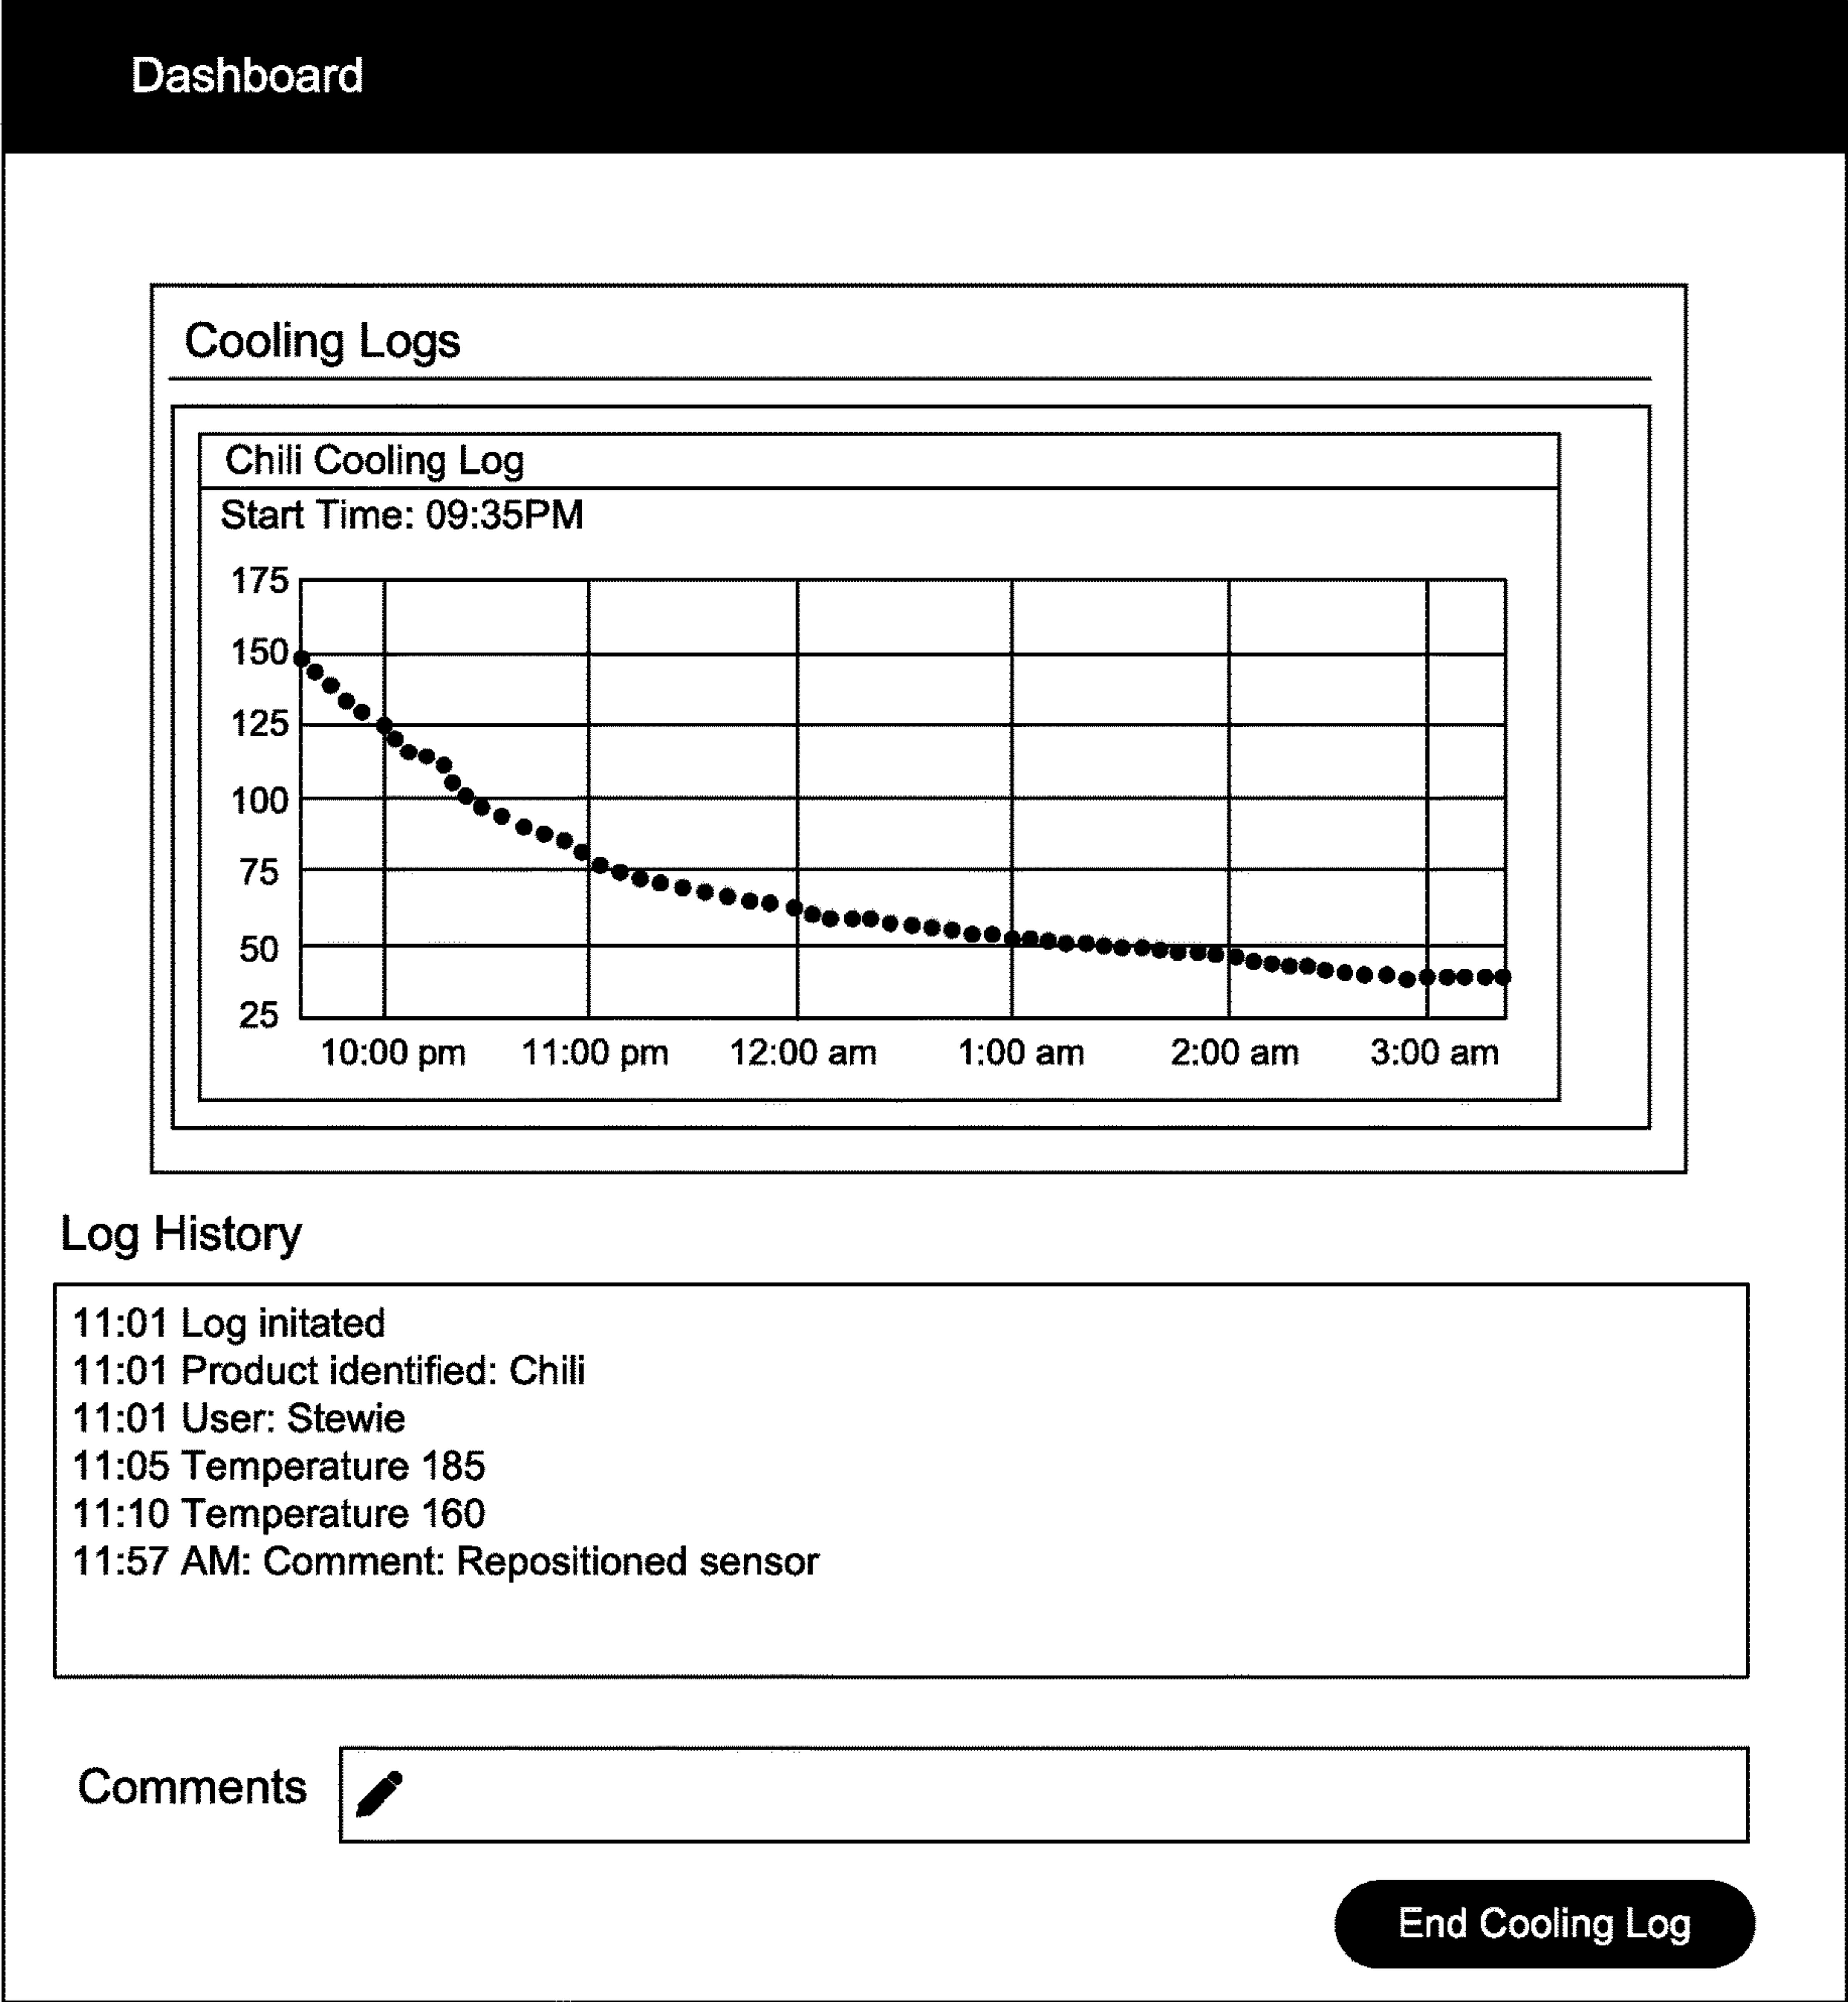 Dashboard
Cooling Logs
Chili Cooling Log
Start Time: 09:35PM
175
150
125
100
75
50
25
10:00 pm 11:00 pm 12:00 am 1:00 am 2:00 am 3:00 am
Log History
11:01 Log initated
11:01 Product identified: Chili
11:01 User: Stewie
11:05 Temperature 185
11:10 Temperature 160
11:57 AM: Comment: Repositioned sensor
Comments
End Cooling Log